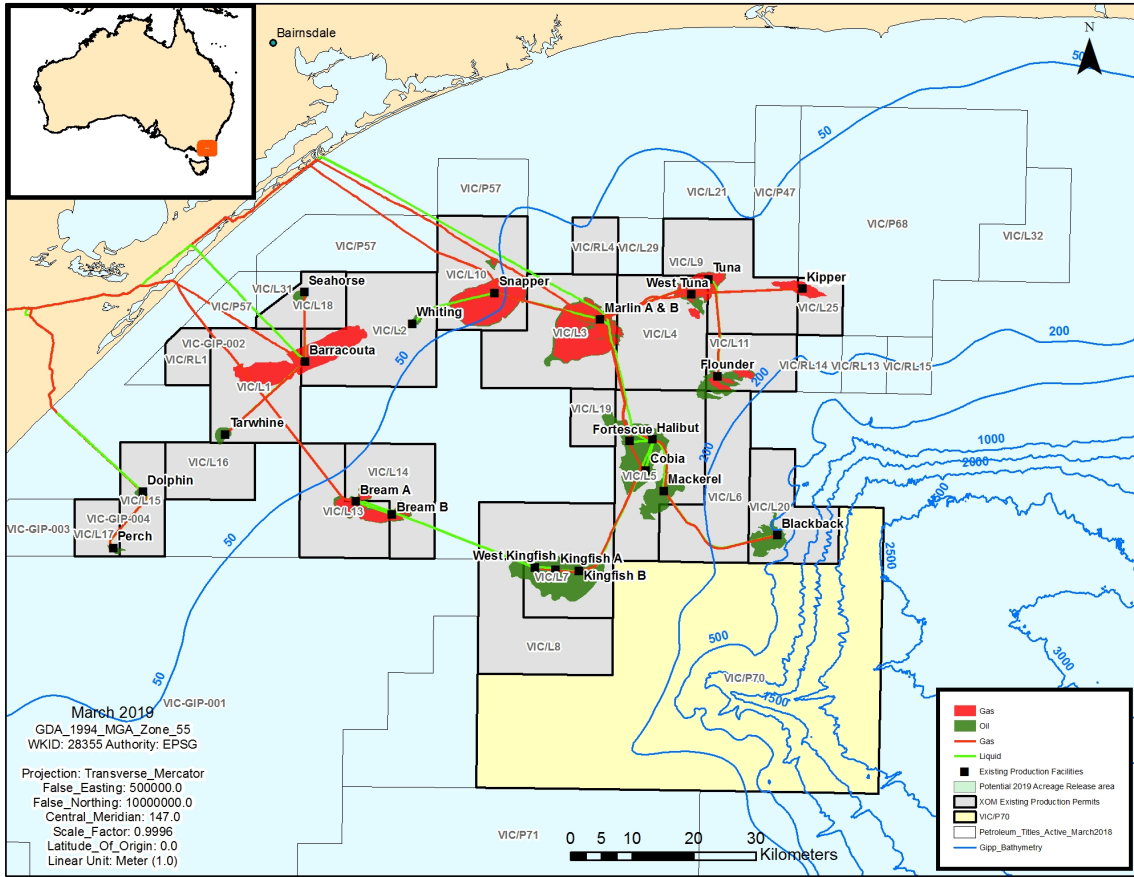 Bairnsdale
N
50
50
VIC/P57
VIC/L21
VIC/P47
VIC/P68
VIC/L32
VIC/P57
VIC/RL4
VIC/L29
VIC/L10
VIC/L9
Tuna
Kipper
Seahorse
VIC/L31
Snapper
West Tuna
VIC/P57
VIC/L18
Marlin A & B
VIC/L25
Whiting
VIC/L2
VIC/L3
VIC/L4
200
VIC-GIP-002
VIC/L11
VIC/RL1
Barracouta
50
Flounder
VIC/RL14
VIC/RL13
VIC/RL15
200
VIC/L1
VIC/L19
Tarwhine
Fortescue
Halibut
1000
200
VIC/L16
Cobia
2000
VIC/L14
VIC/L5
Dolphin
Mackerel
VIC/L15
Bream A
VIC/L6
VIC/L20
VIC-GIP-003
VIC-GIP-004
VIC/L13
Bream B
VIC/L17
Blackback
Perch
50
West Kingfish
Kingfish A
VIC/L7
Kingfish B
2500
VIC/L8
500
3000
50
VIC/P70
1500
VIC-GIP-001
March 2019
GDA_1994_MGA_Zone_55
WKID: 28355 Authority: EPSG
Projection: Transverse_Mercator
False_Easting: 500000.0
False_Northing: 10000000.0
Central_Meridian: 147.0
Scale_Factor: 0.9996
Latitude_Of_Origin: 0.0
Linear Unit: Meter (1.0)
VIC/P71
0 5 10 20 30
Kilometers
Gas
Oil
Gas
Liquid
Existing Production Facilities
Potential 2019 Acreage Release area
XOM Existing Production Permits
VIC/P70
Petroleum_Titles_Active_March2018
Gipp_Bathymetry